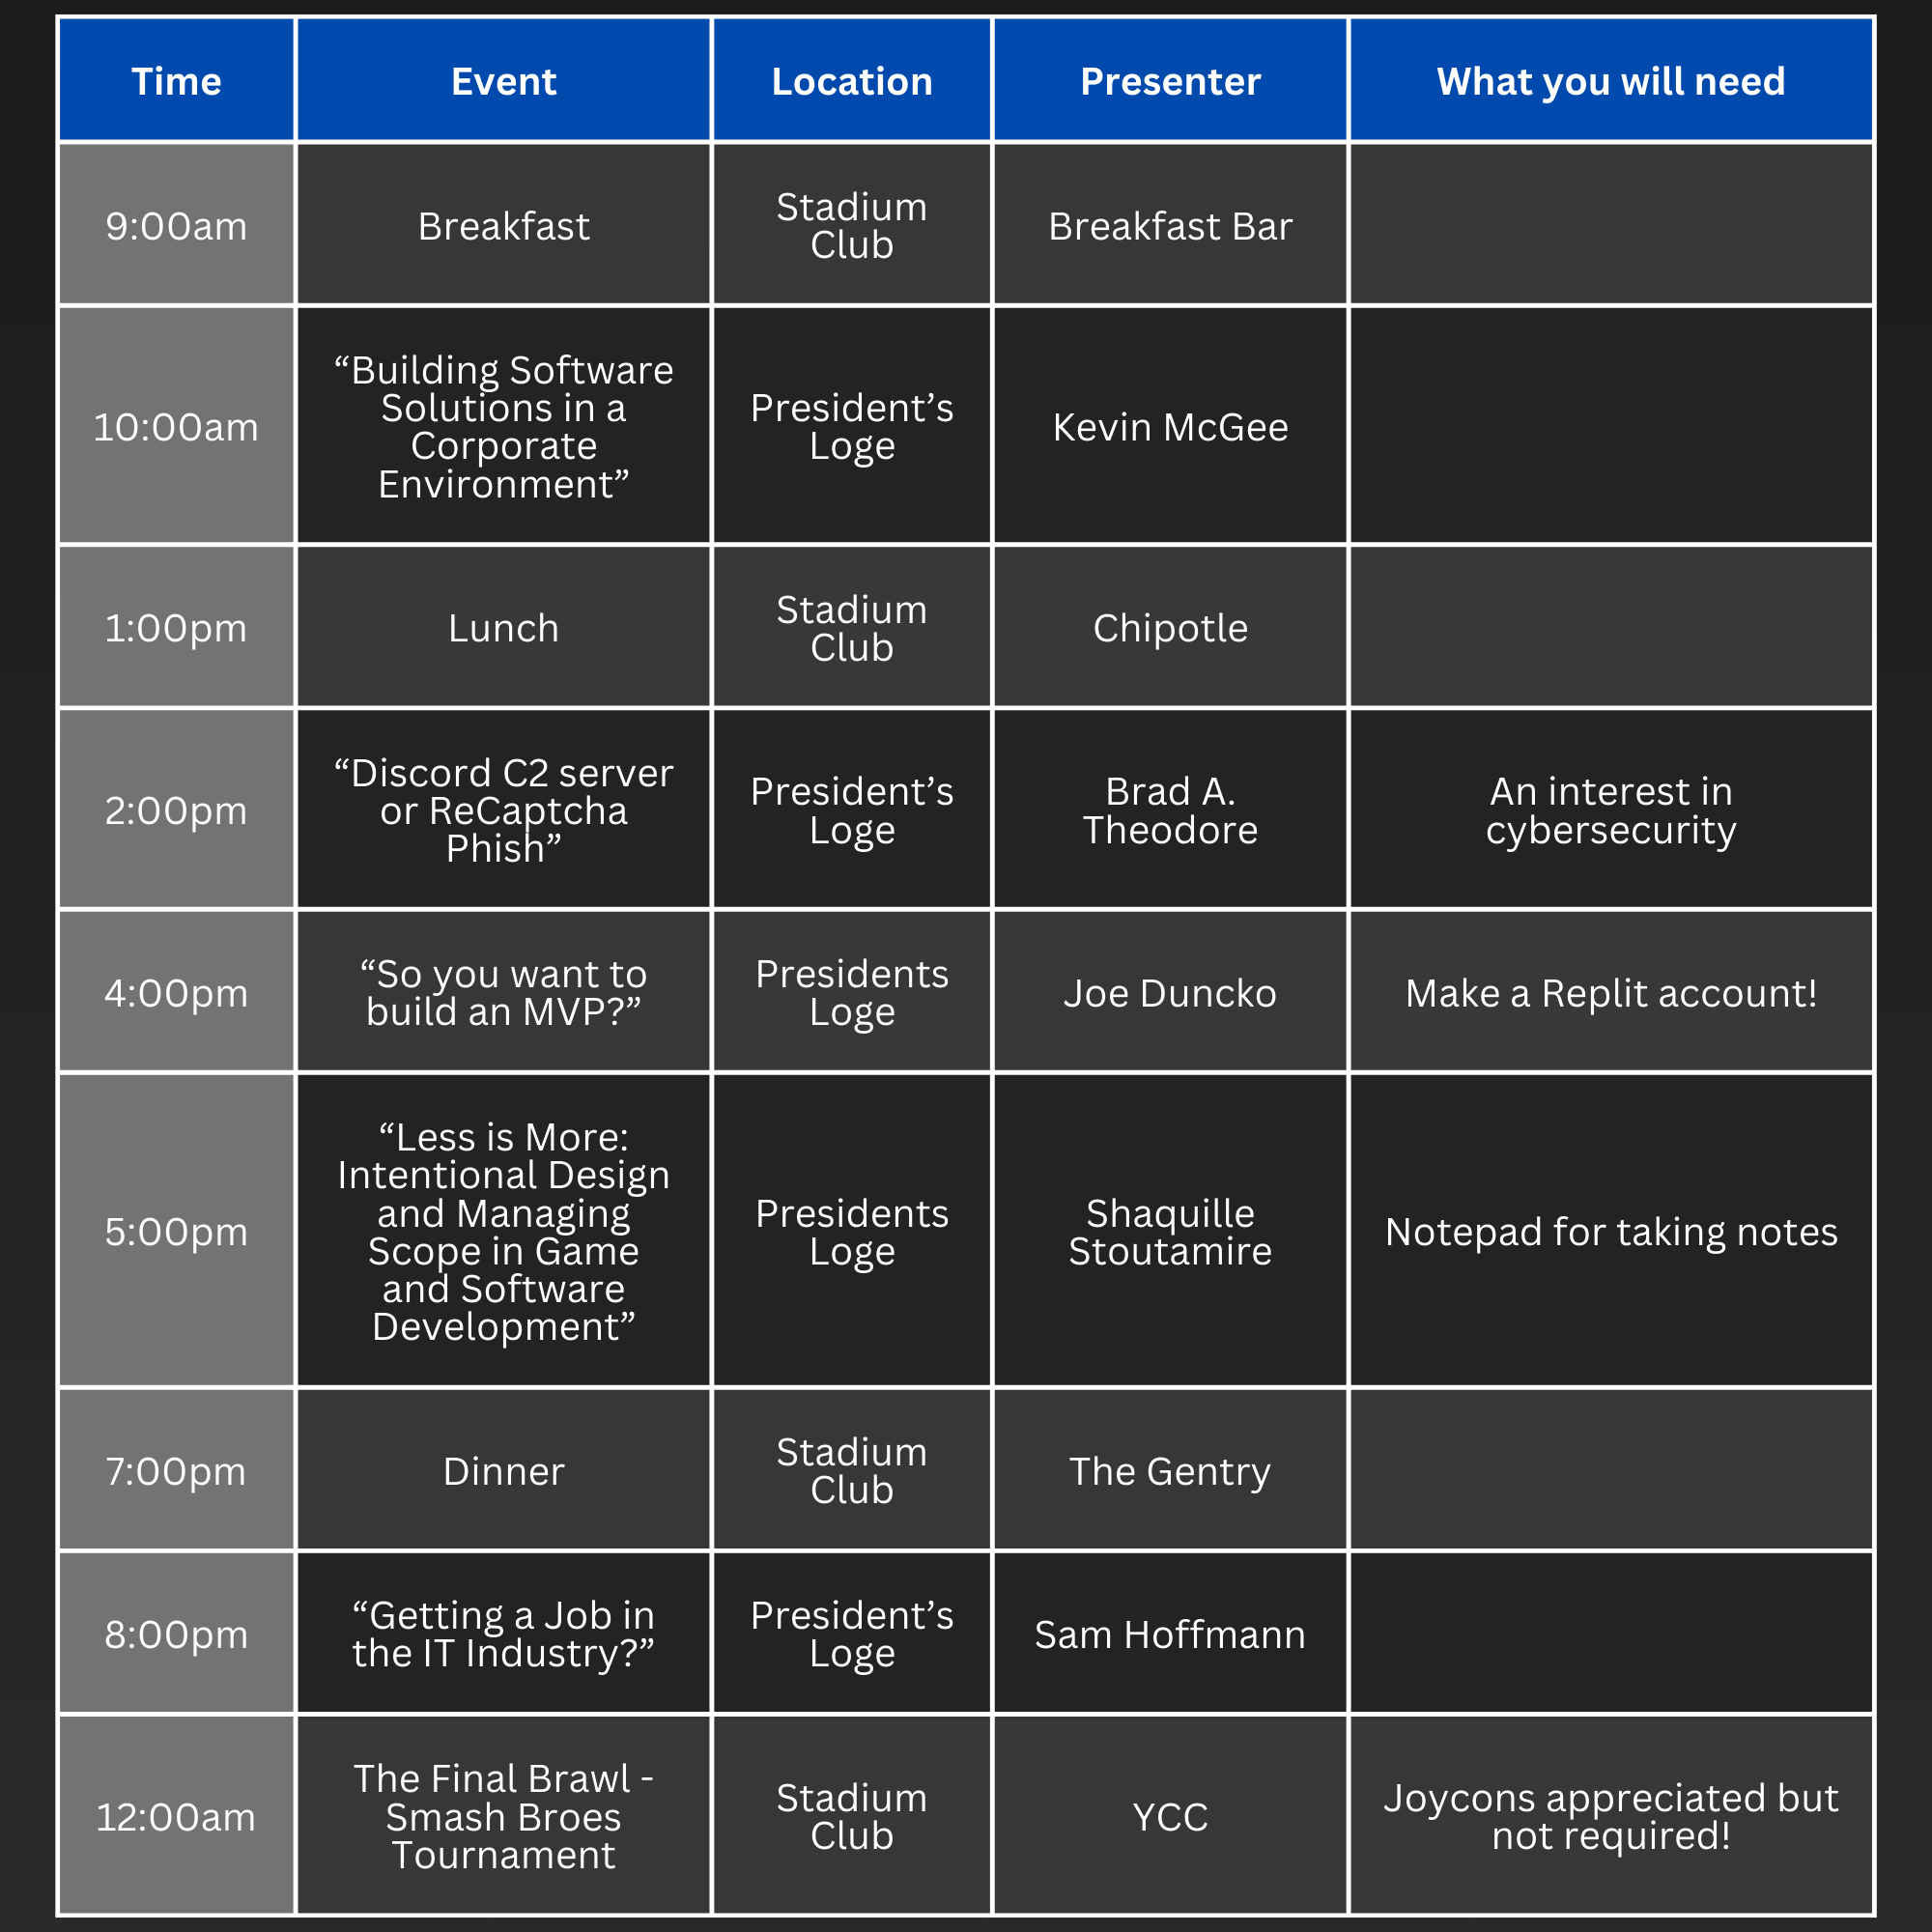 Time Event Location Presenter What you will need
9:00am Breakfast Stadium Club Breakfast Bar
10:00am “Building Software Solutions in a Corporate Environment” President’s Loge Kevin McGee
1:00pm Lunch Stadium Club Chipotle
2:00pm “Discord C2 server or ReCaptcha Phish” President’s Loge Brad A. Theodore An interest in cybersecurity
4:00pm “So you want to build an MVP?” Presidents Loge Joe Duncko Make a Replit account!
5:00pm “Less is More: Intentional Design and Managing Scope in Game and Software Development” Presidents Loge Shaquille Stoutamire Notepad for taking notes
7:00pm Dinner Stadium Club The Gentry
8:00pm “Getting a Job in the IT Industry?” President’s Loge Sam Hoffmann
12:00am The Final Brawl - Smash Broes Tournament Stadium Club YCC Joycons appreciated but not required!